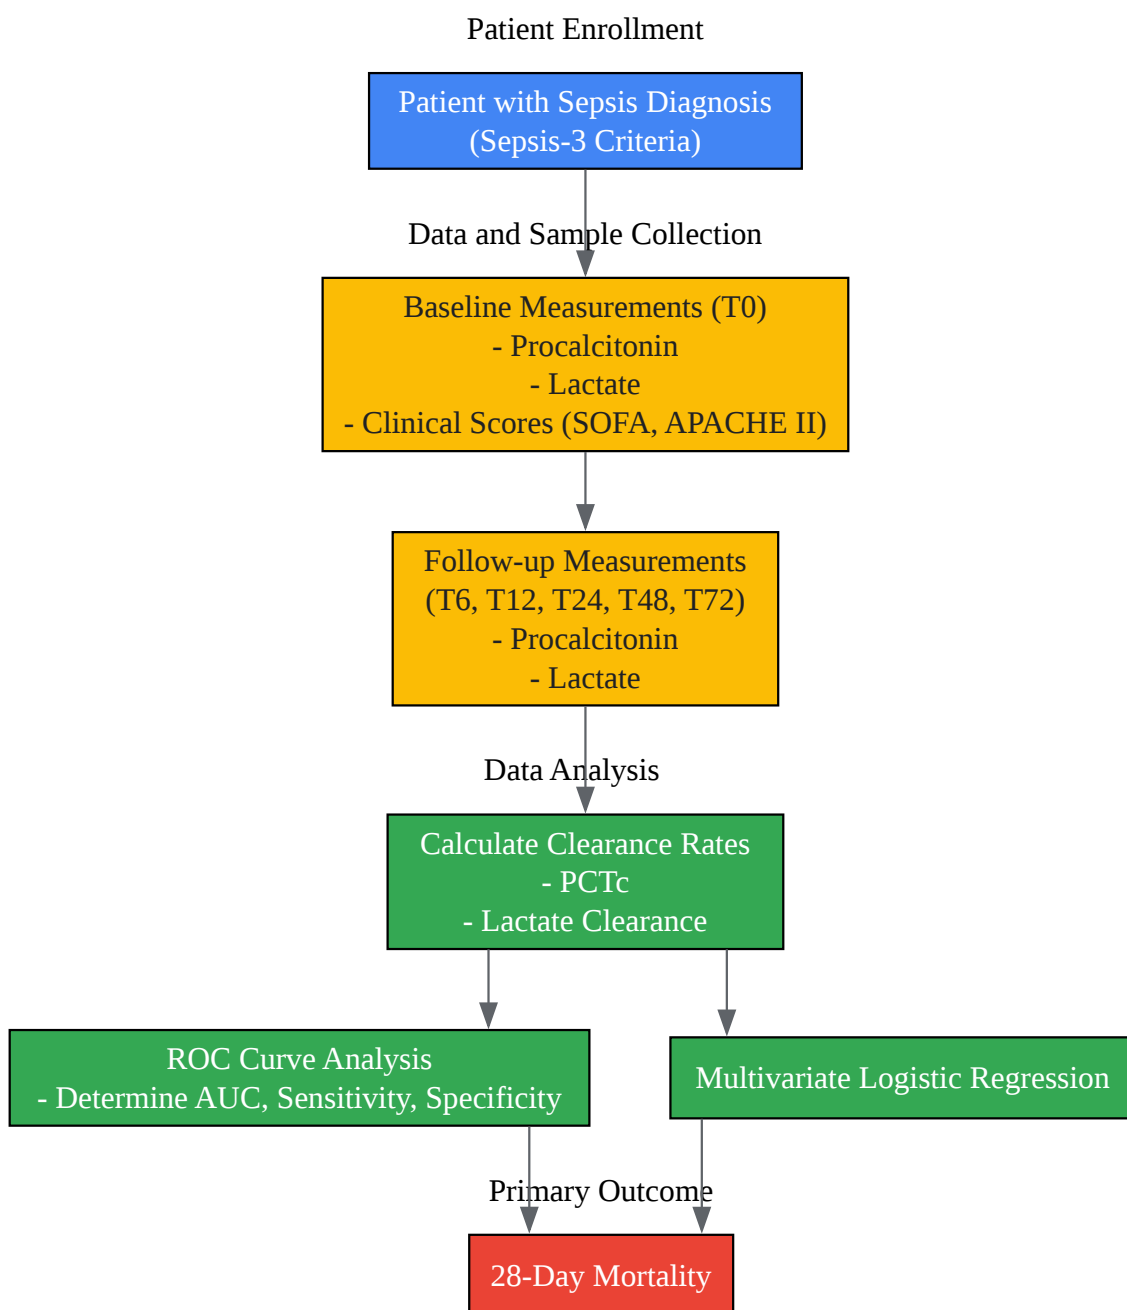 Patient Enrollment
Patient with Sepsis Diagnosis
(Sepsis-3 Criteria)
Data and Sample Collection
Baseline Measurements (T0)
- Procalcitonin
- Lactate
- Clinical Scores (SOFA, APACHE II)
Follow-up Measurements
(T6, T12, T24, T48, T72)
- Procalcitonin
- Lactate
Data Analysis
Calculate Clearance Rates
- PCTc
- Lactate Clearance
ROC Curve Analysis
- Determine AUC, Sensitivity, Specificity
Multivariate Logistic Regression
Primary Outcome
28-Day Mortality